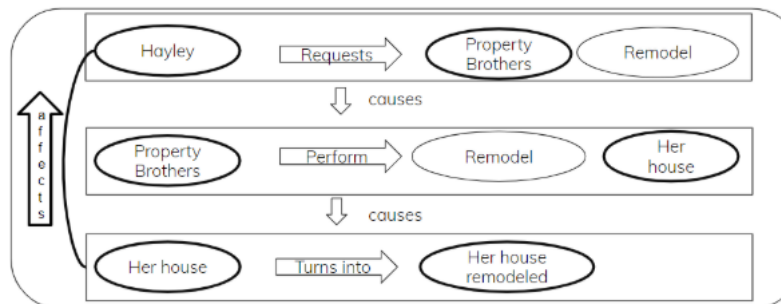 Hayley
Requests
Property
Brothers
Remodel
causes
affects
Property
Brothers
Perform
Remodel
Her
house
causes
Her house
Turns into
Her house
remodeled